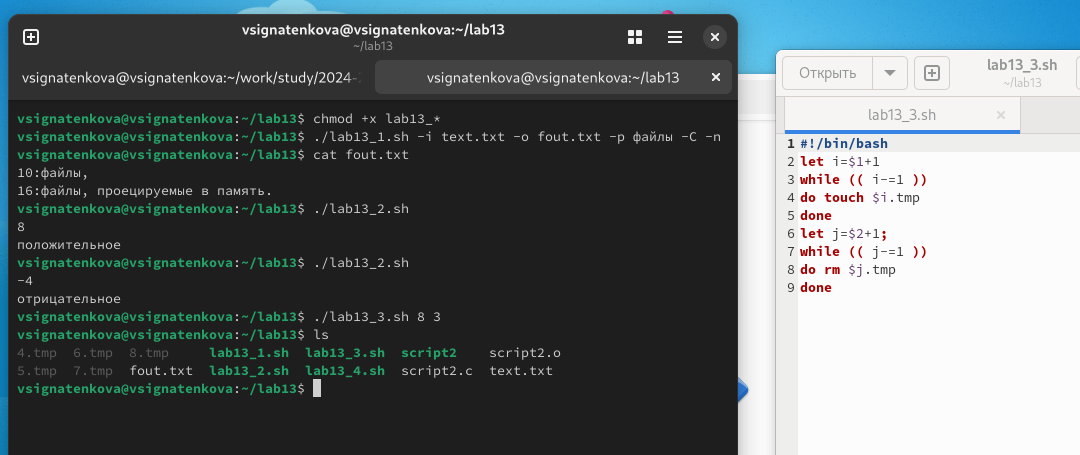 vsignatenkova@vsignatenkova:~/lab13
~/lab13
vsignatenkova@vsignatenkova:~/work/study/2024-
vsignatenkova@vsignatenkova:~/lab13
vsignatenkova@vsignatenkova:~/lab13$ chmod +x lab13_*
vsignatenkova@vsignatenkova:~/lab13$ ./lab13_1.sh -i text.txt -o fout.txt -p файлы -C -n
vsignatenkova@vsignatenkova:~/lab13$ cat fout.txt
10:файлы,
16:файлы, проецируемые в память.
vsignatenkova@vsignatenkova:~/lab13$ ./lab13_2.sh
8
положительное
vsignatenkova@vsignatenkova:~/lab13$ ./lab13_2.sh
-4
отрицательное
vsignatenkova@vsignatenkova:~/lab13$ ./lab13_3.sh 8 3
vsignatenkova@vsignatenkova:~/lab13$ ls
4.tmp 6.tmp 8.tmp lab13_1.sh lab13_3.sh script2 script2.o
5.tmp 7.tmp fout.txt lab13_2.sh lab13_4.sh script2.c text.txt
vsignatenkova@vsignatenkova:~/lab13$
Открыть
lab13_3.sh
~/lab13
lab13_3.sh
1 #!/bin/bash
2 let i=$1+1
3 while (( i-=1 ))
4 do touch $i.tmp
5 done
6 let j=$2+1;
7 while (( j-=1 ))
8 do rm $j.tmp
9 done